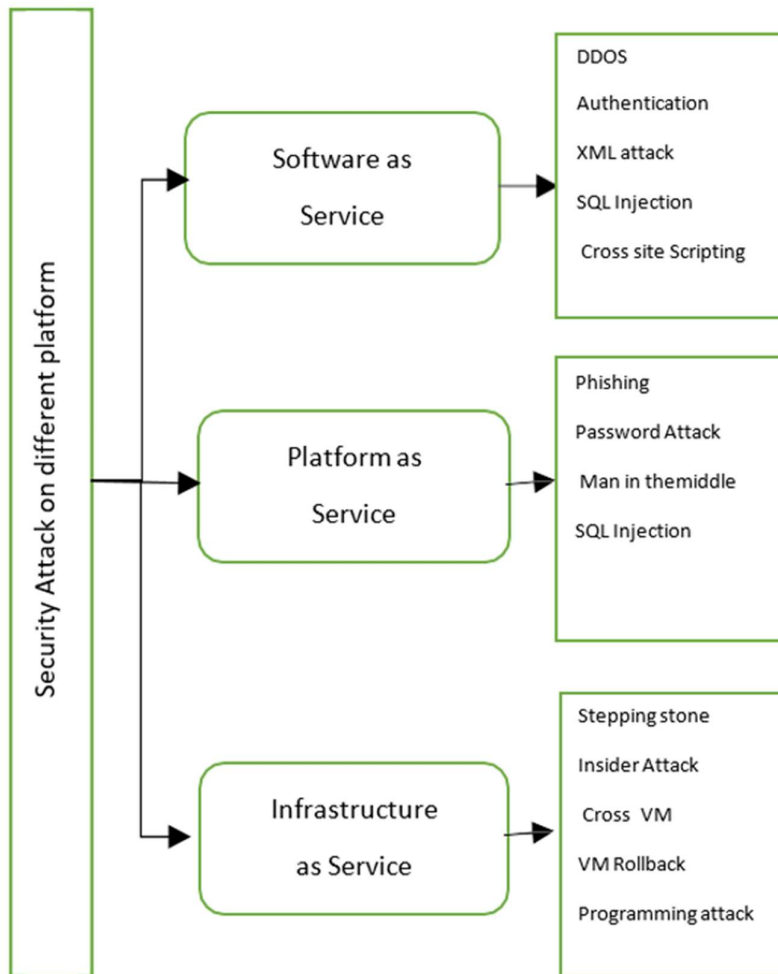 Security Attack on different platform
Software as
Service
DDOS
Authentication
XML attack
SQL Injection
Cross site Scripting
Platform as
Service
Phishing
Password Attack
Man in themiddle
SQL Injection
Infrastructure
as Service
Stepping stone
Insider Attack
Cross VM
VM Rollback
Programming attack